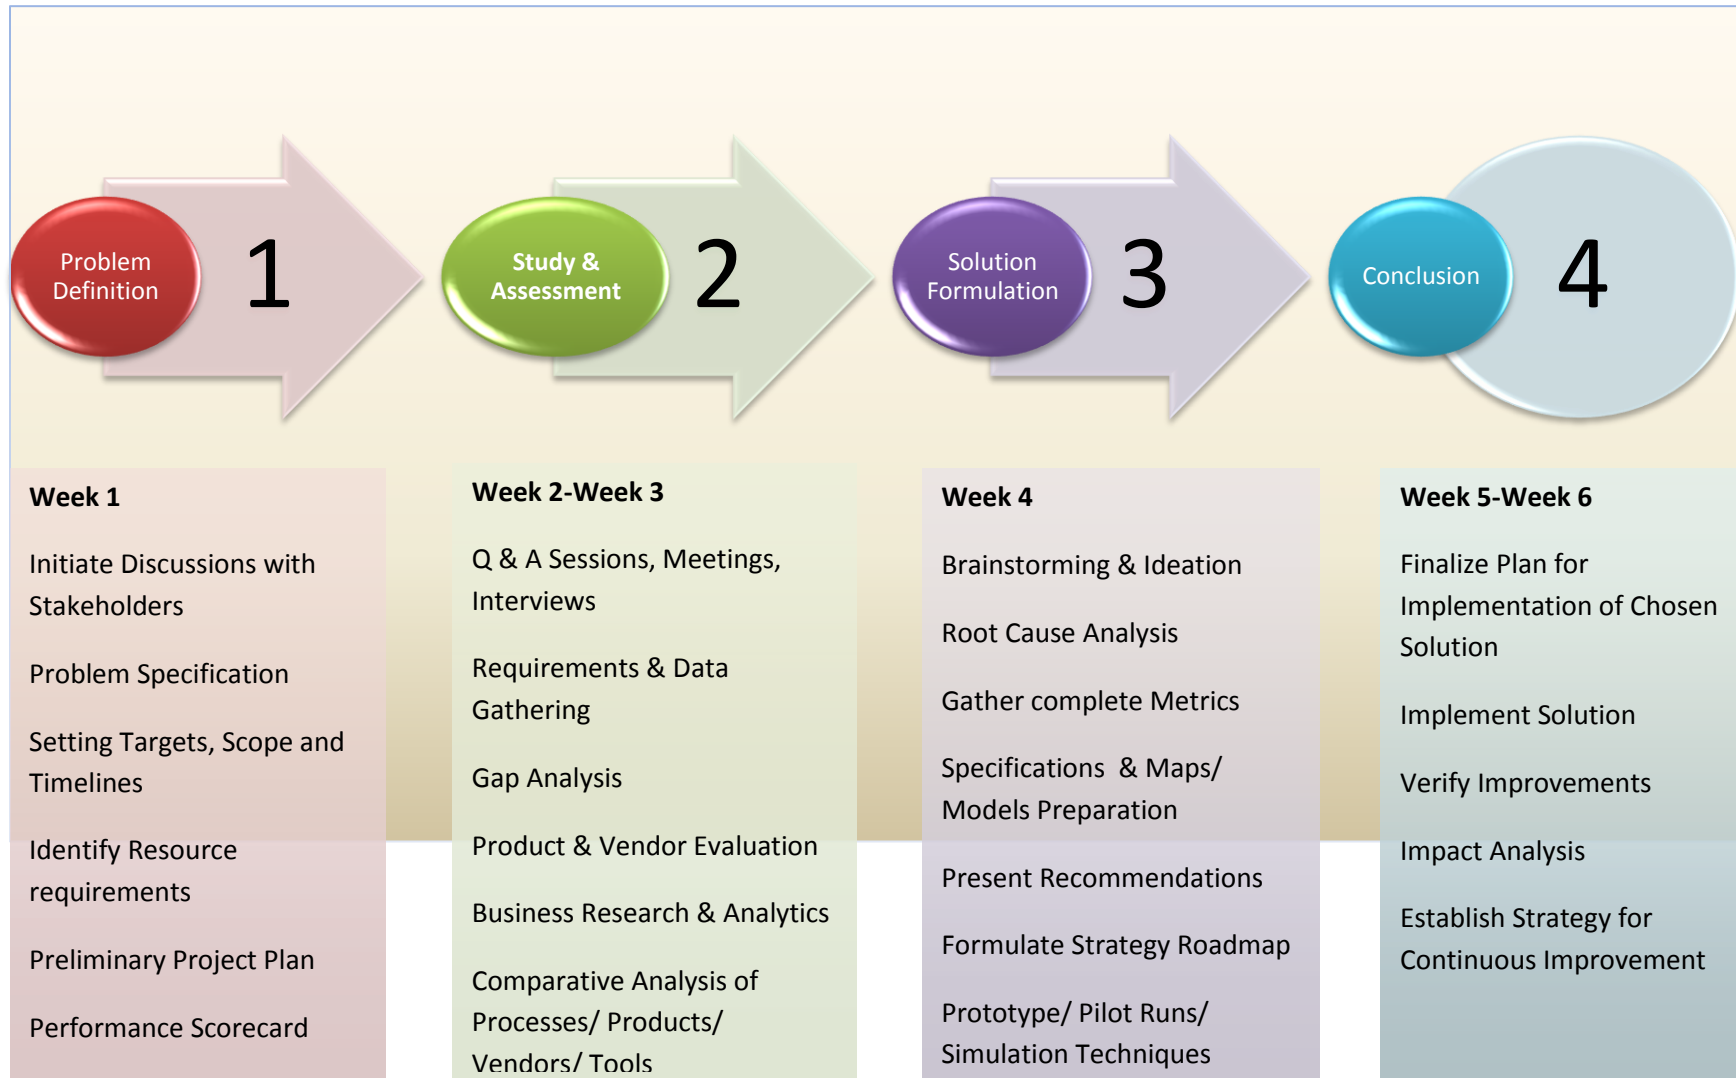 Problem
Definition
1
Study &
Assessment
2
Solution
Formulation
3
Conclusion
4
Week 1
Initiate Discussions with
Stakeholders
Problem Specification
Setting Targets, Scope and
Timelines
Identify Resource
requirements
Preliminary Project Plan
Performance Scorecard
Week 2-Week 3
Q & A Sessions, Meetings,
Interviews
Requirements & Data
Gathering
Gap Analysis
Product & Vendor Evaluation
Business Research & Analytics
Comparative Analysis of
Processes/ Products/
Vendors/ Tools
Week 4
Brainstorming & Ideation
Root Cause Analysis
Gather complete Metrics
Specifications  & Maps/
Models Preparation
Present Recommendations
Formulate Strategy Roadmap
Prototype/ Pilot Runs/
Simulation Techniques
Week 5-Week 6
Finalize Plan for
Implementation of Chosen
Solution
Implement Solution
Verify Improvements
Impact Analysis
Establish Strategy for
Continuous Improvement